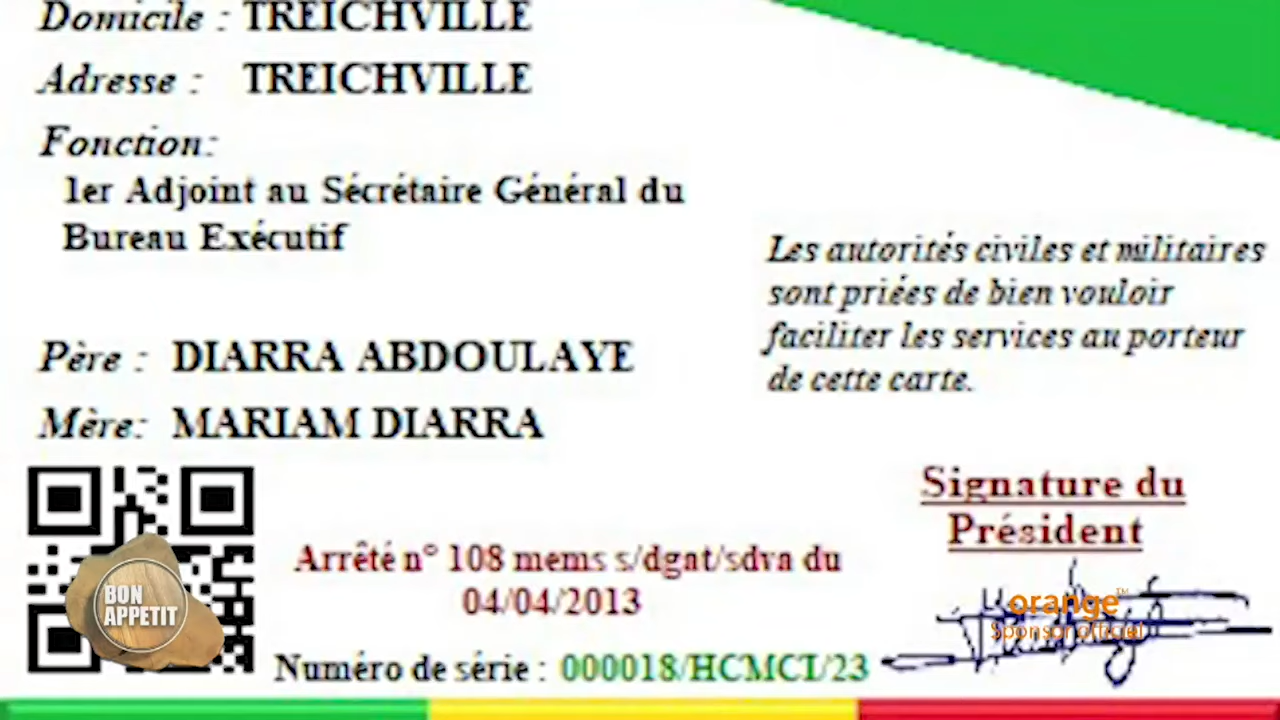 Domicile : TREICHVILLE
Adresse : TREICHVILLE
Fonction:
1er Adjoint au Sécrétaire Général du
Bureau Exécutif
Les autorités civiles et militaires
sont priées de bien vouloir
faciliter les services au porteur
de cette carte.
Père : DIARRA ABDOULAYE
Mère: MARIAM DIARRA
Signature du
Président
Arrêté n° 108 mems s/dgat/sdva du
04/04/2013
Numéro de série : 000018/HCMCI/23
BON
APPETIT
orange™
Sponsor officiel